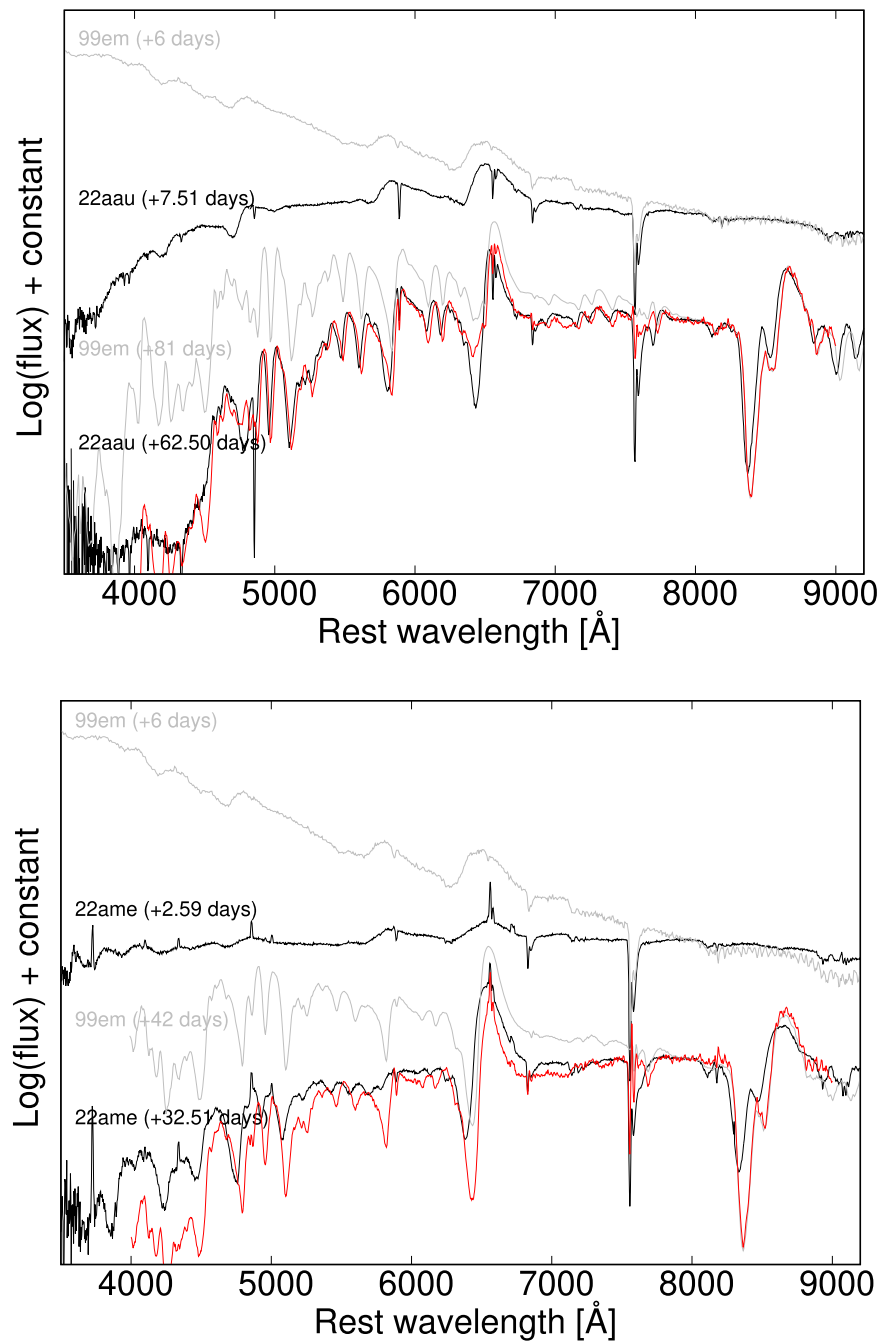 99em (+6 days)
22aau (+7.51 days)
99em (+81 days)
22aau (+62.50 days)
Log(flux) + constant
4000 5000 6000 7000 8000 9000
Rest wavelength [Å]
99em (+6 days)
22ame (+2.59 days)
99em (+42 days)
22ame (+32.51 days)
Log(flux) + constant
4000 5000 6000 7000 8000 9000
Rest wavelength [Å]